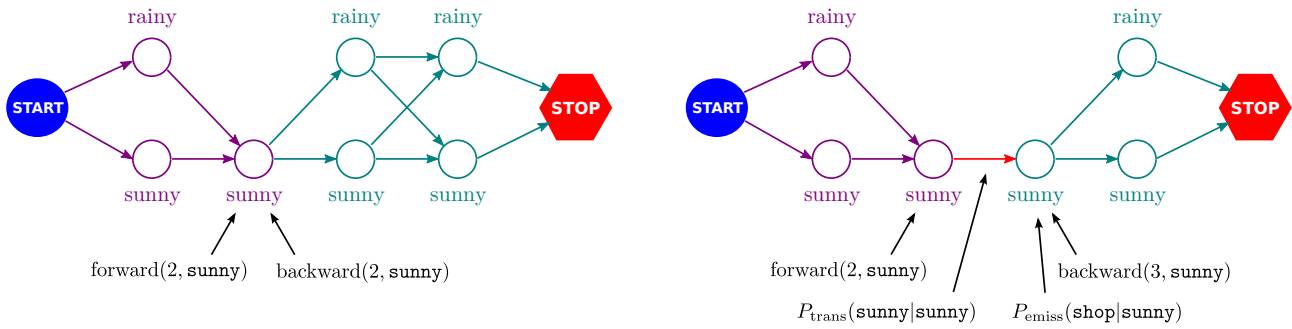 rainy rainy rainy
START STOP
sunny sunny sunny sunny
forward(2, sunny) backward(2, sunny)
rainy rainy
START STOP
sunny sunny sunny sunny
forward(2, sunny) backward(3, sunny)
P_trans(sunny|sunny) P_emiss(shop|sunny)